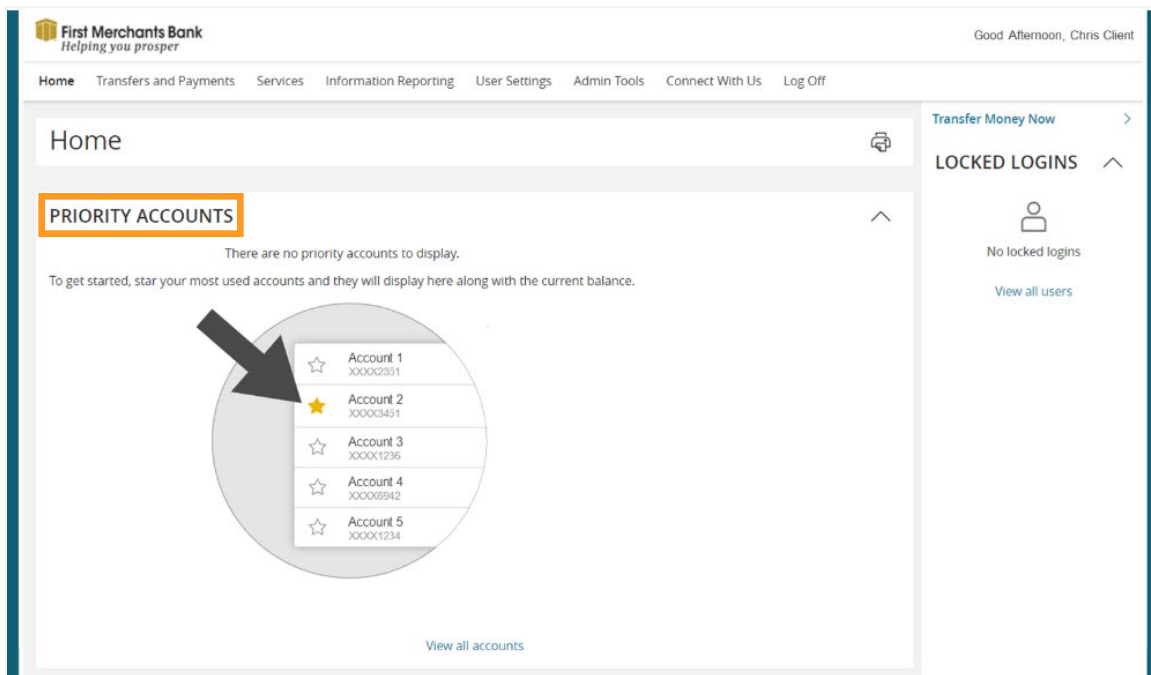 First Merchants Bank
Helping you prosper
Good Afternoon, Chris Client
Home Transfers and Payments Services Information Reporting User Settings Admin Tools Connect With Us Log Off
Home
Transfer Money Now
LOCKED LOGINS
No locked logins
View all users
PRIORITY ACCOUNTS
There are no priority accounts to display.
To get started, star your most used accounts and they will display here along with the current balance.
Account 1
XXXX2351
Account 2
XXXX3451
Account 3
XXXX1236
Account 4
XXXX6942
Account 5
XXXX1234
View all accounts